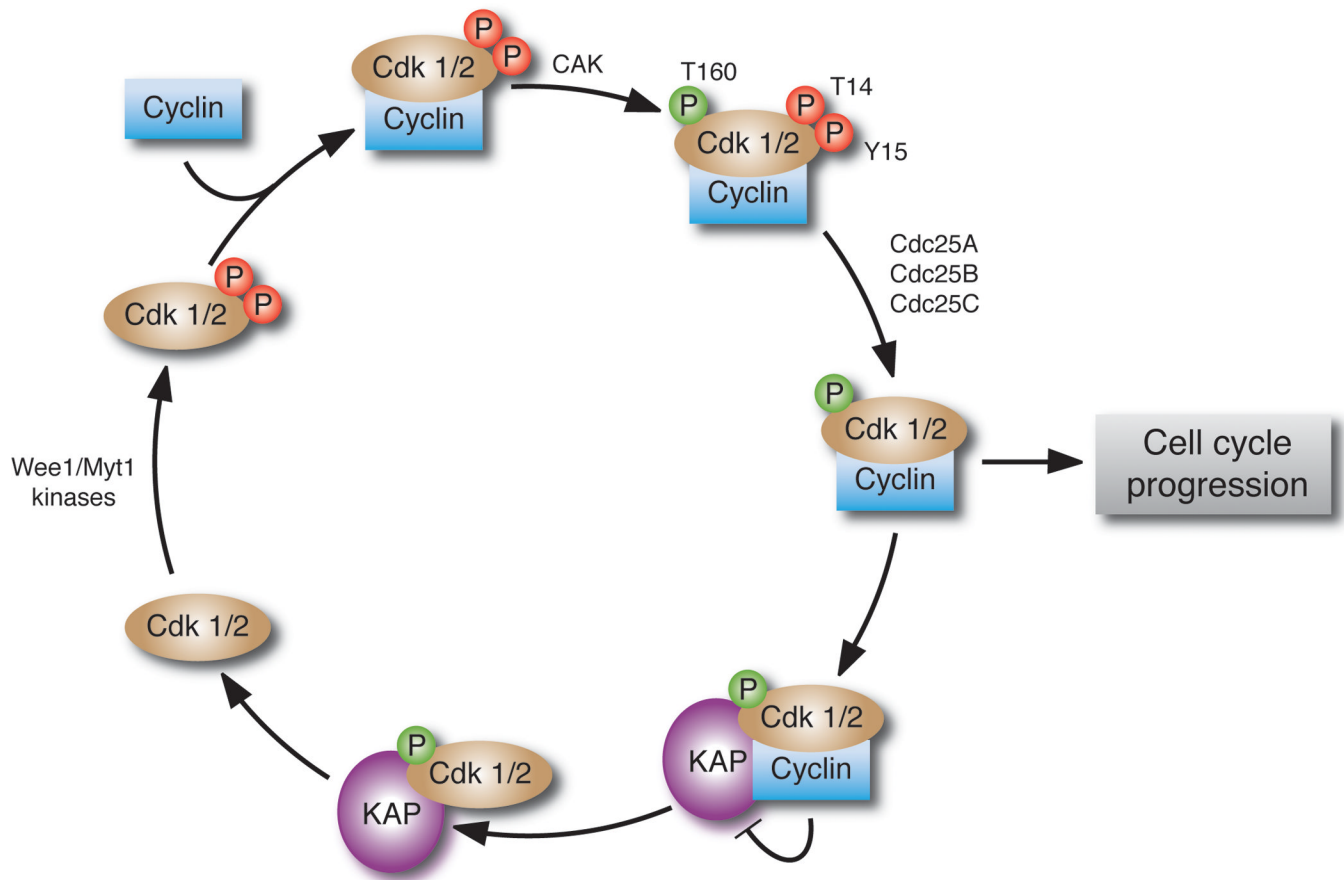 P
P
Cdk 1/2
Cyclin
CAK
Cyclin
T160
P
P
T14
P
Y15
Cdk 1/2
Cyclin
Cdc25A
Cdc25B
Cdc25C
P
P
Cdk 1/2
P
Cdk 1/2
Cyclin
Cell cycle
progression
Wee1/Myt1
kinases
Cdk 1/2
P
Cdk 1/2
KAP
Cyclin
P
Cdk 1/2
KAP